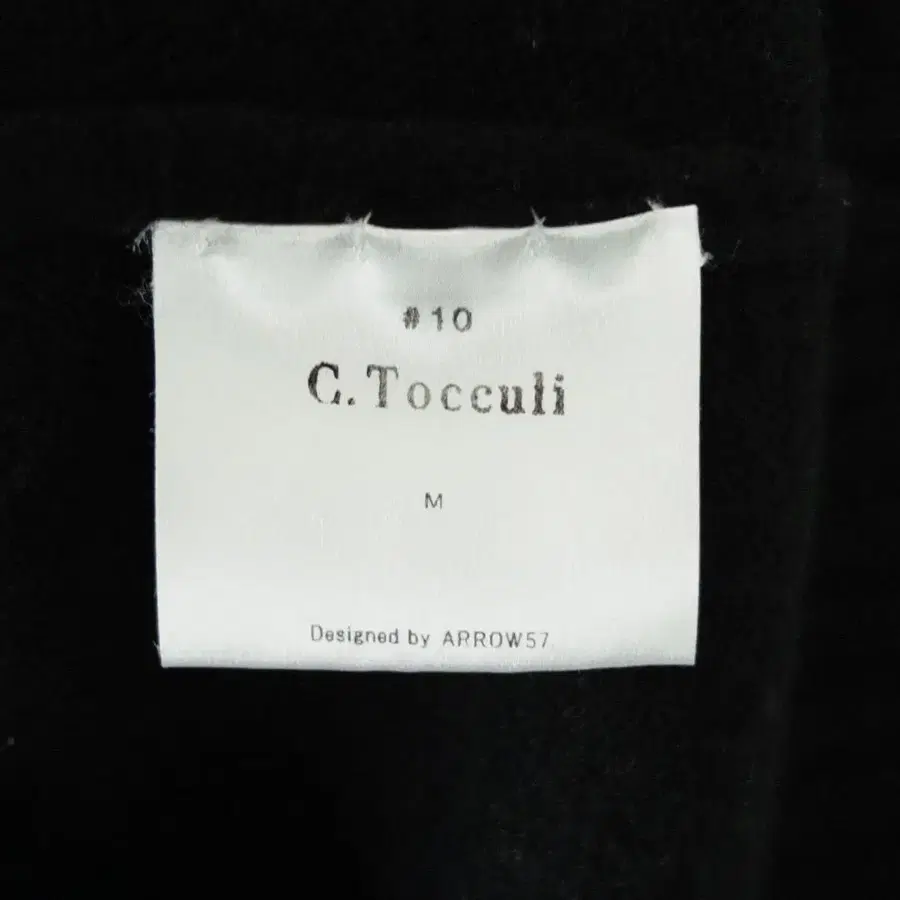 #10
C.Tocculi
M
Designed by ARROW57